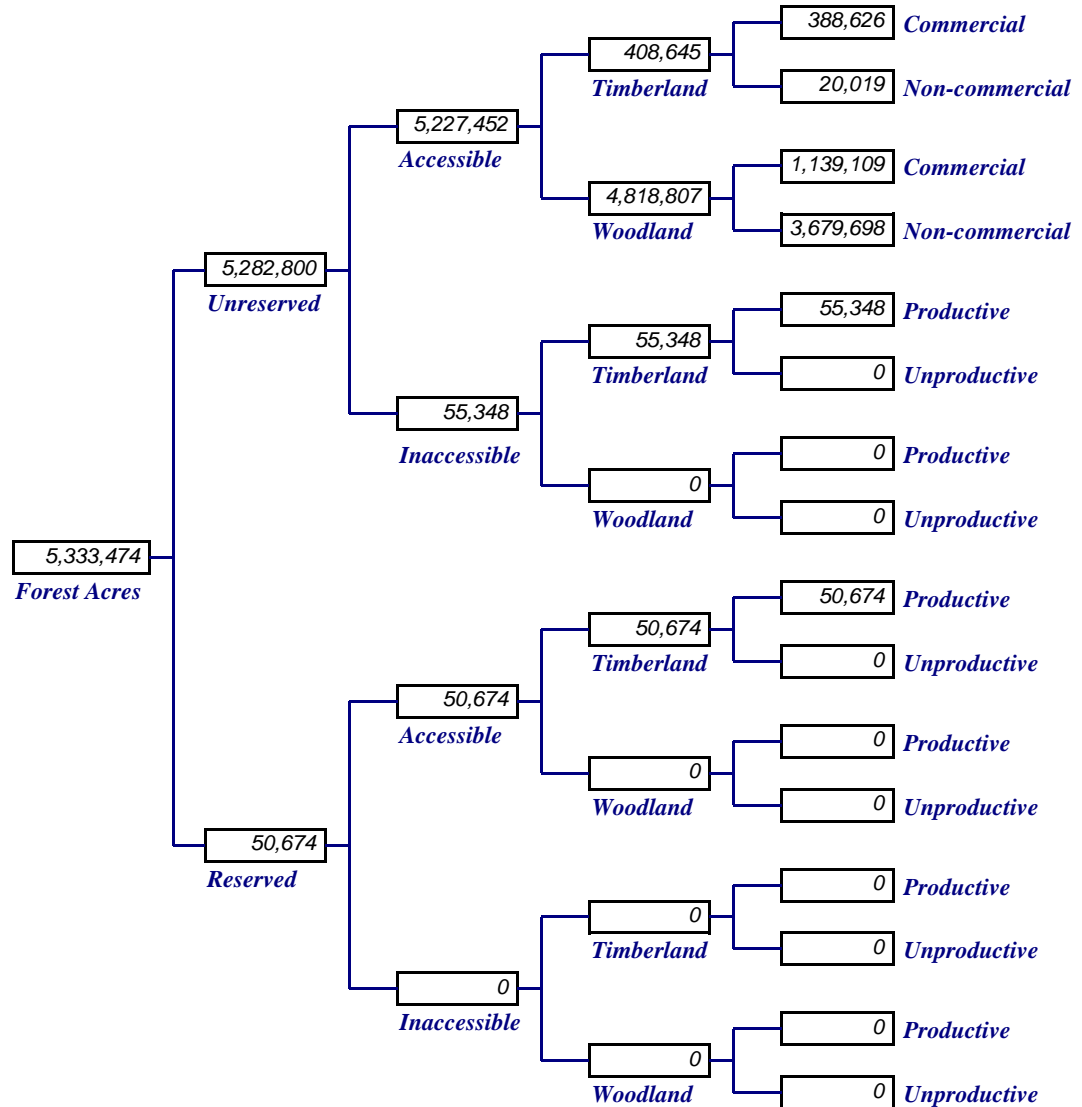 388,626 Commercial
408,645
Timberland
20,019 Non-commercial
5,227,452
Accessible
1,139,109 Commercial
4,818,807
Woodland
3,679,698 Non-commercial
5,282,800
Unreserved
55,348 Productive
55,348
Timberland
0 Unproductive
55,348
Inaccessible
0 Productive
0
Woodland
0 Unproductive
5,333,474
Forest Acres
50,674 Productive
50,674
Timberland
0 Unproductive
50,674
Accessible
0 Productive
0
Woodland
0 Unproductive
50,674
Reserved
0 Productive
0
Timberland
0 Unproductive
0
Inaccessible
0 Productive
0
Woodland
0 Unproductive